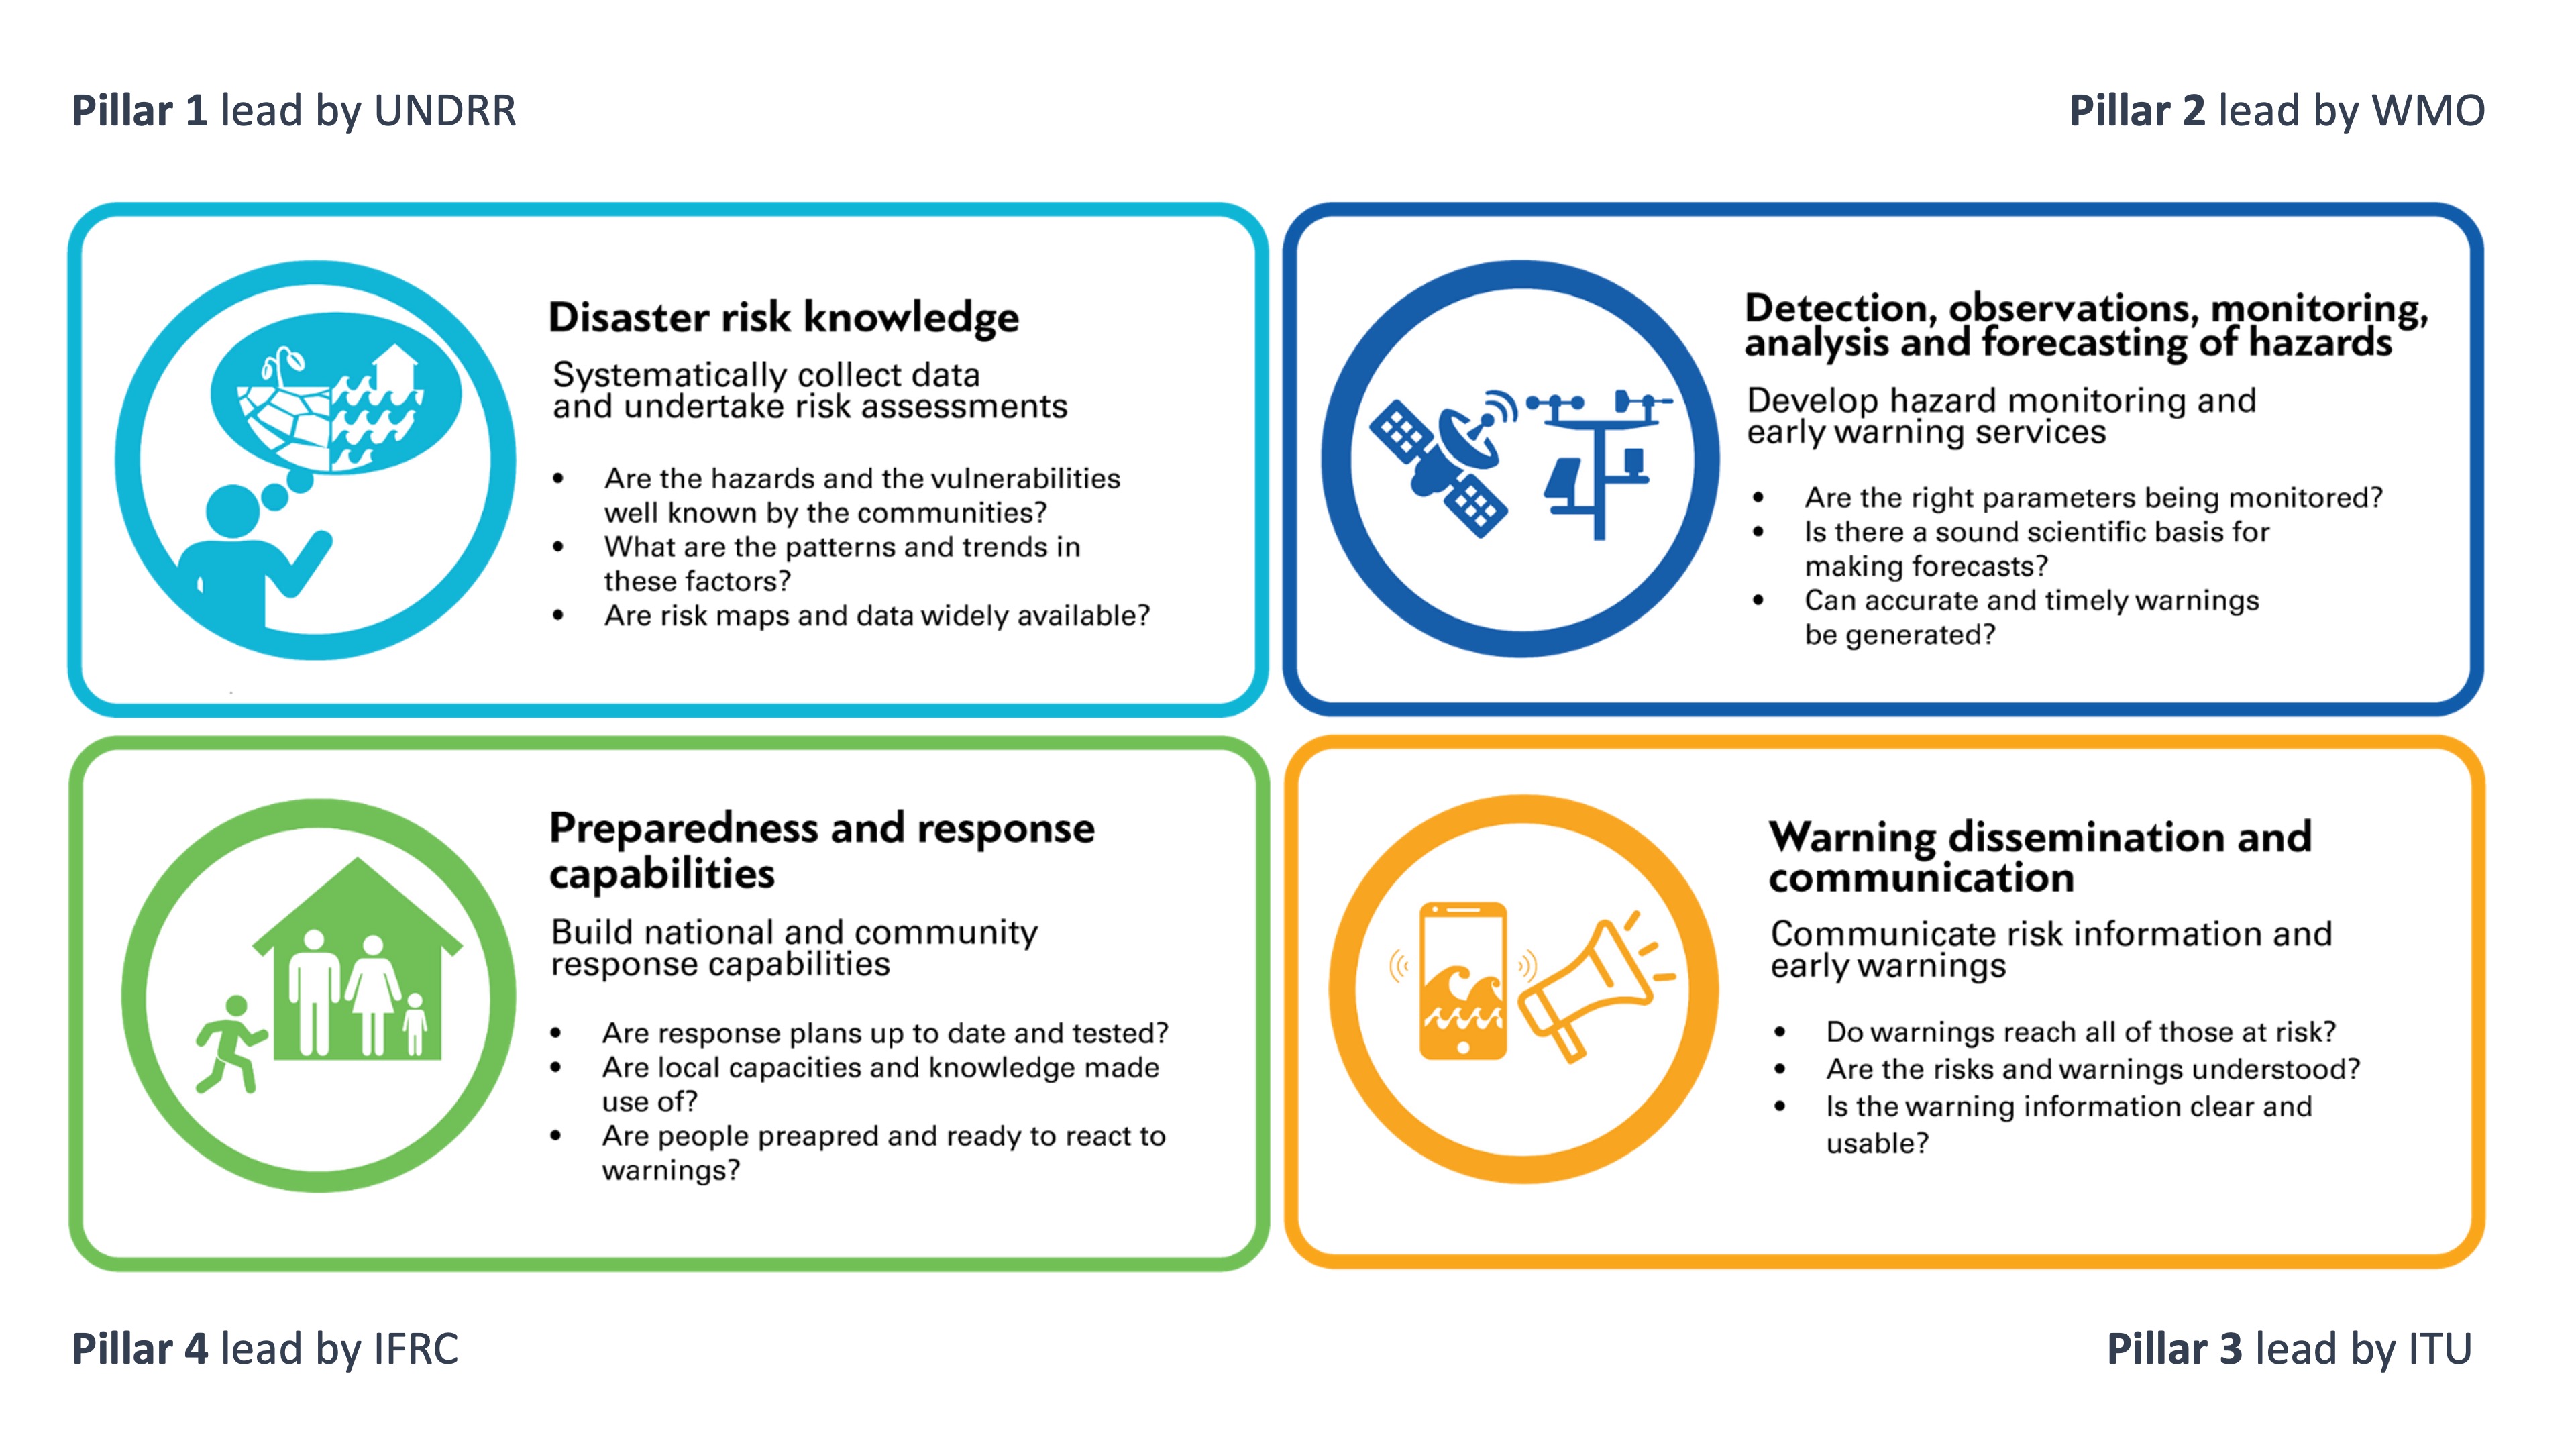 Pillar 1 lead by UNDRR
Pillar 2 lead by WMO
Disaster risk knowledge
Systematically collect data
and undertake risk assessments
• Are the hazards and the vulnerabilities
well known by the communities?
• What are the patterns and trends in
these factors?
• Are risk maps and data widely available?
Detection, observations, monitoring,
analysis and forecasting of hazards
Develop hazard monitoring and
early warning services
• Are the right parameters being monitored?
• Is there a sound scientific basis for
making forecasts?
• Can accurate and timely warnings
be generated?
Preparedness and response
capabilities
Build national and community
response capabilities
• Are response plans up to date and tested?
• Are local capacities and knowledge made
use of?
• Are people preapred and ready to react to
warnings?
Warning dissemination and
communication
Communicate risk information and
early warnings
• Do warnings reach all of those at risk?
• Are the risks and warnings understood?
• Is the warning information clear and
usable?
Pillar 4 lead by IFRC
Pillar 3 lead by ITU